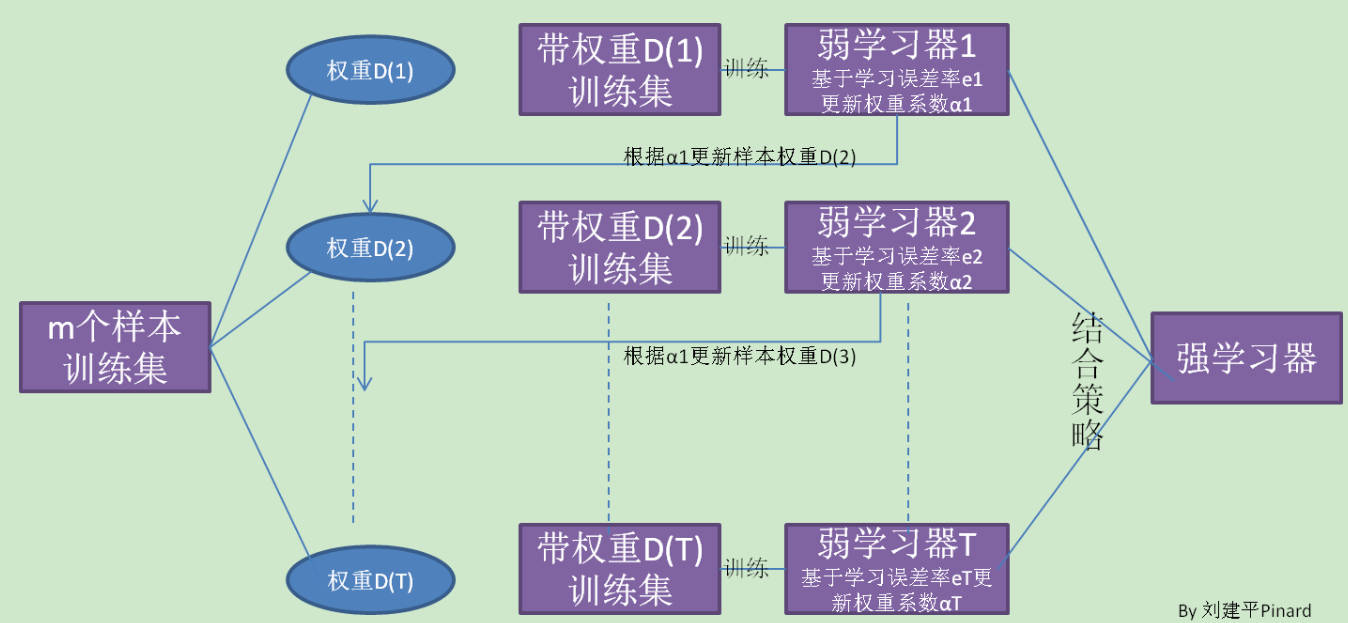 权重D(1)
带权重D(1)
训练集
训练
弱学习器1
基于学习误差率e1
更新权重系数α1
根据α1更新样本权重D(2)
权重D(2)
带权重D(2)
训练集
训练
弱学习器2
基于学习误差率e2
更新权重系数α2
m个样本
训练集
根据α1更新样本权重D(3)
结
合
策
略
强学习器
权重D(T)
带权重D(T)
训练集
训练
弱学习器T
基于学习误差率eT更
新权重系数αT
By 刘建平Pinard